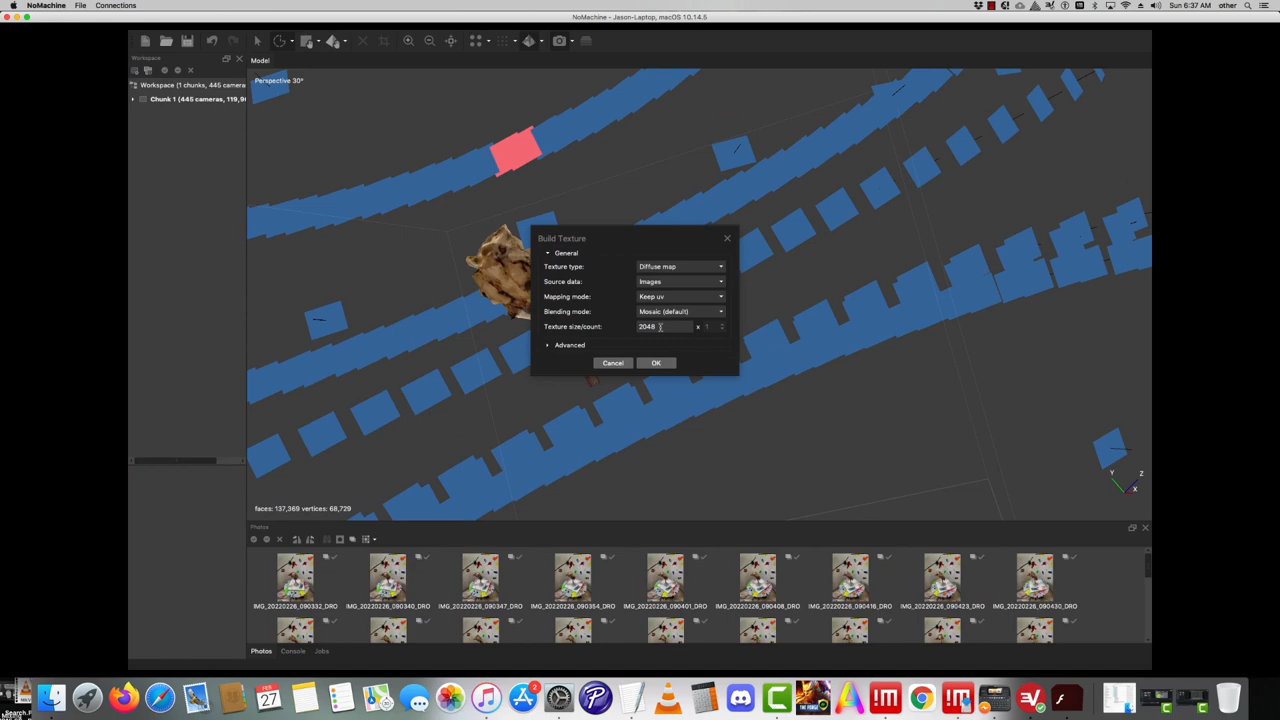 NoMachine File Connections
Sun 6:37 AM other
NoMachine - Jason-Laptop, macOS 10.14.5
Workspace
Model
Workspace (1 chunks, 445 camera
Chunk 1 (445 cameras, 119,9
Perspective 30°
Build Texture
General
Texture type: Diffuse map
Source data: Images
Mapping mode: Keep uv
Blending mode: Mosaic (default)
Texture size/count: 2048 x 1
Advanced
Cancel OK
Y Z
X
faces: 137,369 vertices: 68,729
Photos
IMG_20220226_090332_DRO IMG_20220226_090340_DRO IMG_20220226_090347_DRO IMG_20220226_090354_DRO IMG_20220226_090401_DRO IMG_20220226_090408_DRO IMG_20220226_090416_DRO IMG_20220226_090423_DRO IMG_20220226_090430_DRO
Photos Console Jobs
FEB
27
2